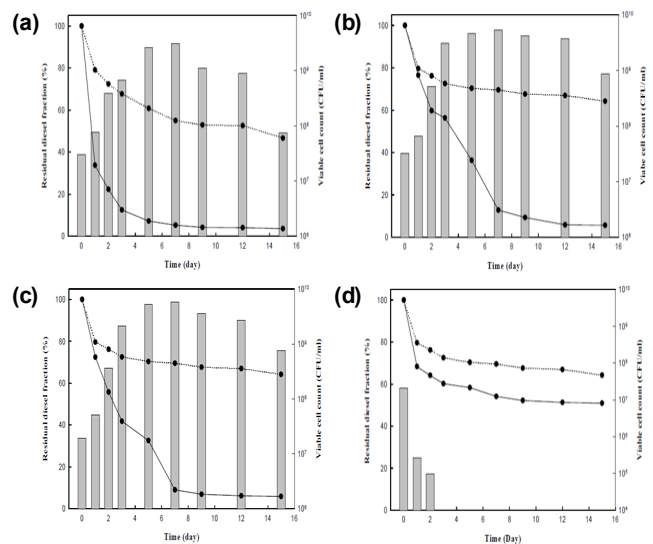 (a)
Residual diesel fraction (%)
100
80
60
40
20
0
10¹⁰
10⁹
10⁸
10⁷
10⁶
Viable cell count (CFU/ml)
0 2 4 6 8 10 12 14 16
Time (day)
(b)
Residual diesel fraction (%)
100
80
60
40
20
0
10¹⁰
10⁹
10⁸
10⁷
10⁶
Viable cell count (CFU/ml)
0 2 4 6 8 10 12 14 16
Time (day)
(c)
Residual diesel fraction (%)
100
80
60
40
20
0
10¹⁰
10⁹
10⁸
10⁷
10⁶
Viable cell count (CFU/ml)
0 2 4 6 8 10 12 14 16
Time (day)
(d)
Residual diesel fraction (%)
100
80
60
40
20
0
10¹⁰
10⁹
10⁸
10⁷
10⁶
10⁵
10⁴
Viable cell count (CFU/ml)
0 2 4 6 8 10 12 14 16
Time (Day)